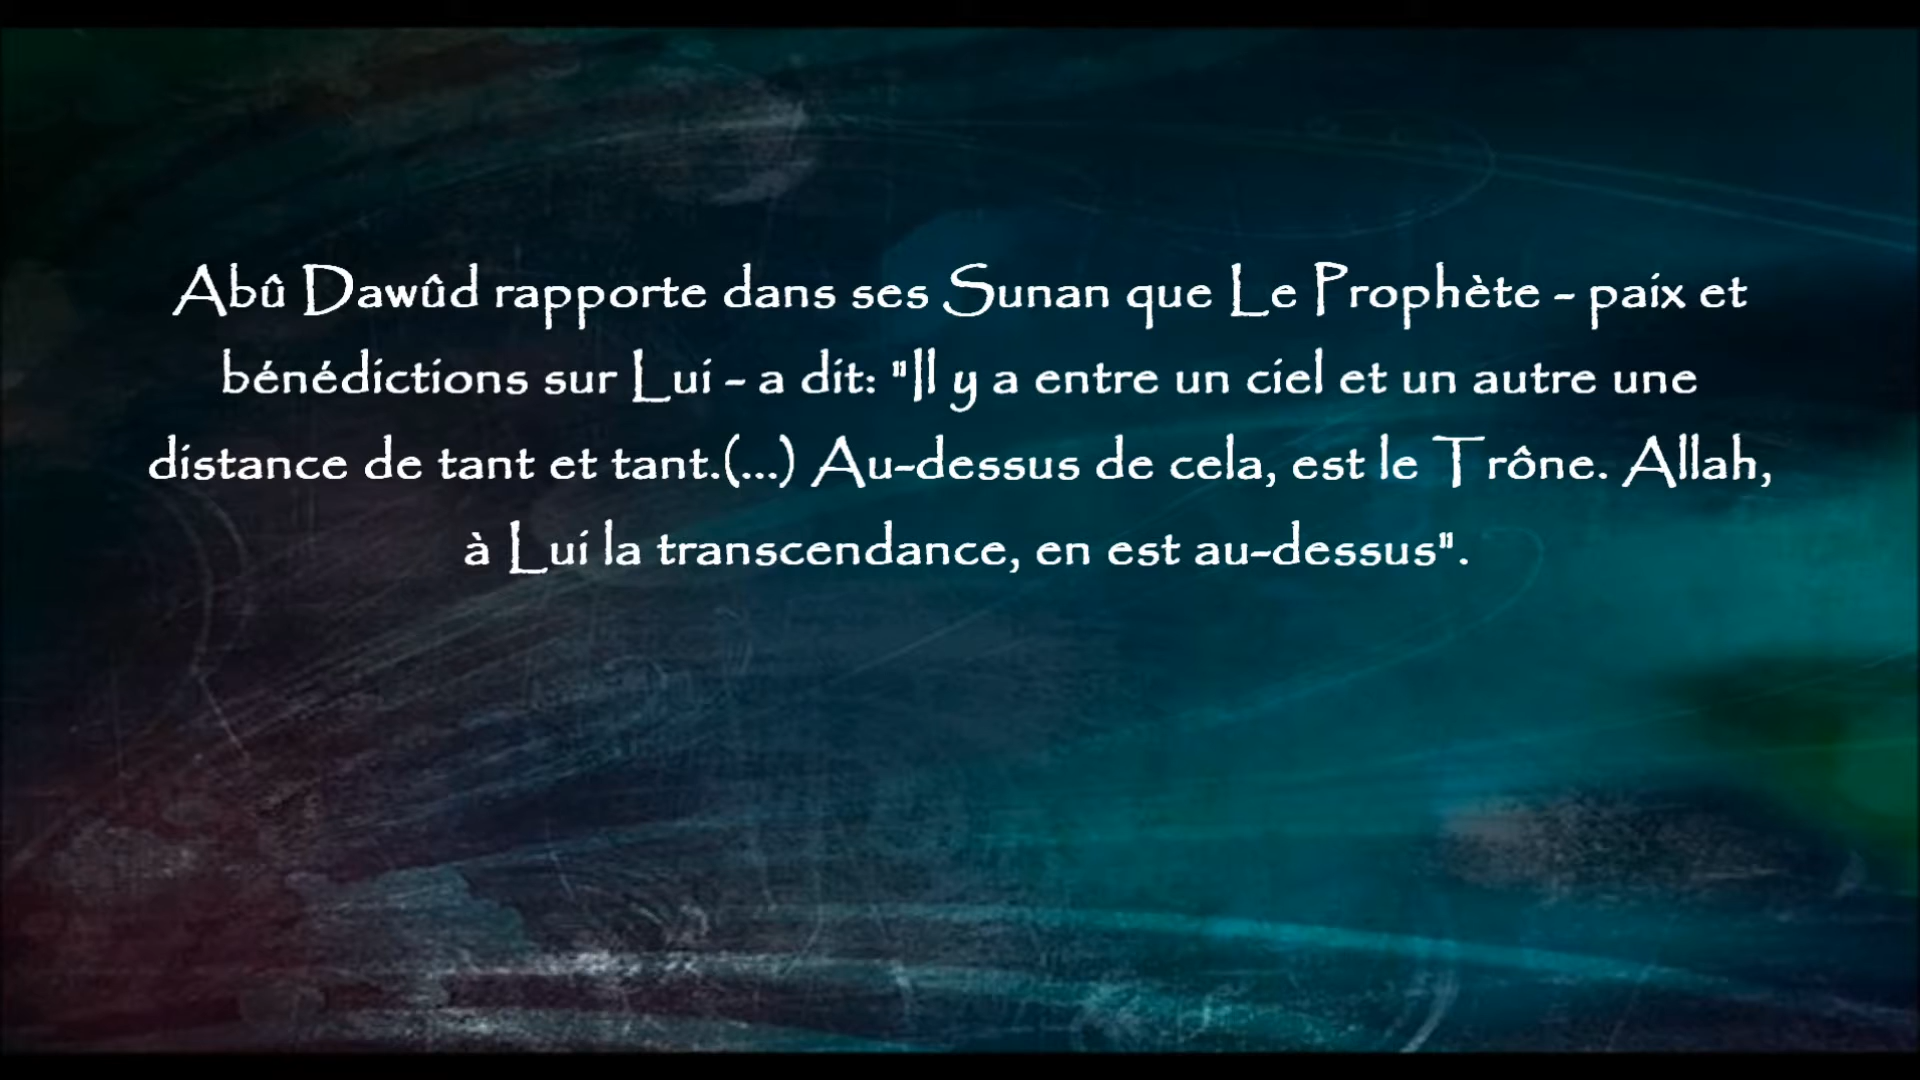 Abû Dawûd rapporte dans ses Sunan que Le Prophète - paix et
bénédictions sur Lui - a dit: "Il y a entre un ciel et un autre une
distance de tant et tant.(...) Au-dessus de cela, est le Trône. Allah,
à Lui la transcendance, en est au-dessus".